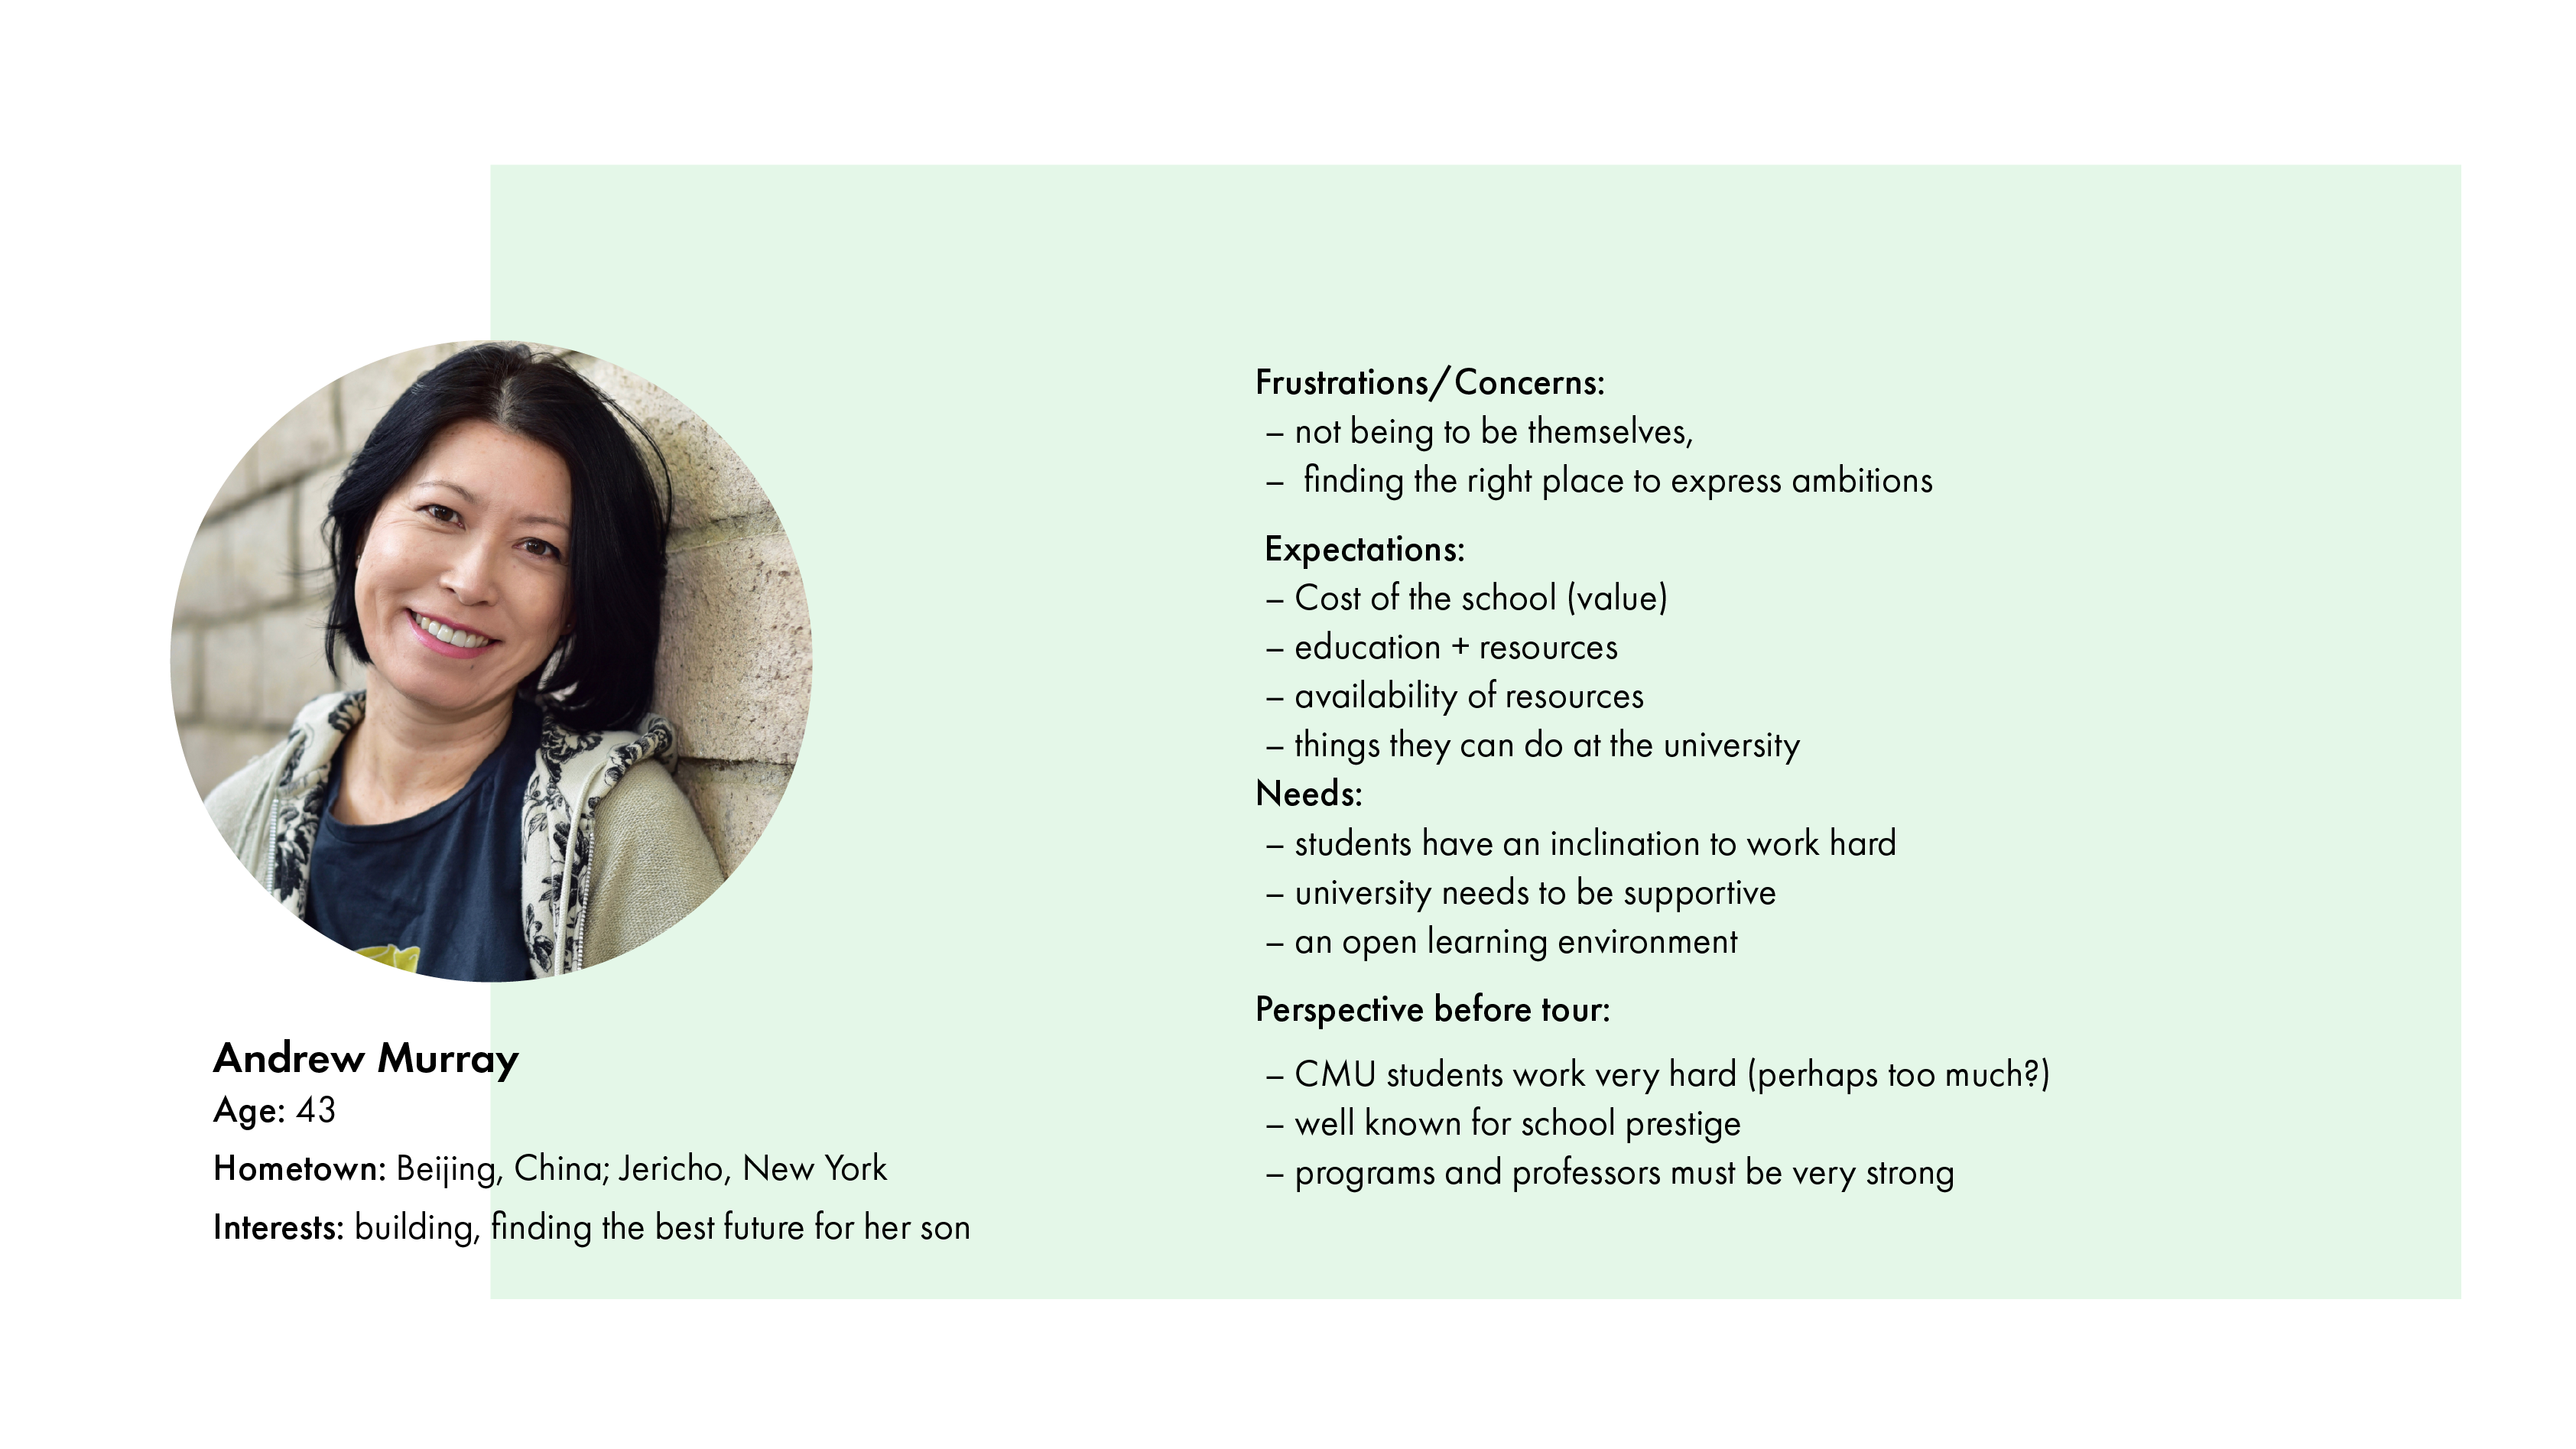 Andrew Murray
Age: 43
Hometown: Beijing, China; Jericho, New York
Interests: building, finding the best future for her son
Frustrations/Concerns:
– not being to be themselves,
– finding the right place to express ambitions
Expectations:
– Cost of the school (value)
– education + resources
– availability of resources
– things they can do at the university
Needs:
– students have an inclination to work hard
– university needs to be supportive
– an open learning environment
Perspective before tour:
– CMU students work very hard (perhaps too much?)
– well known for school prestige
– programs and professors must be very strong